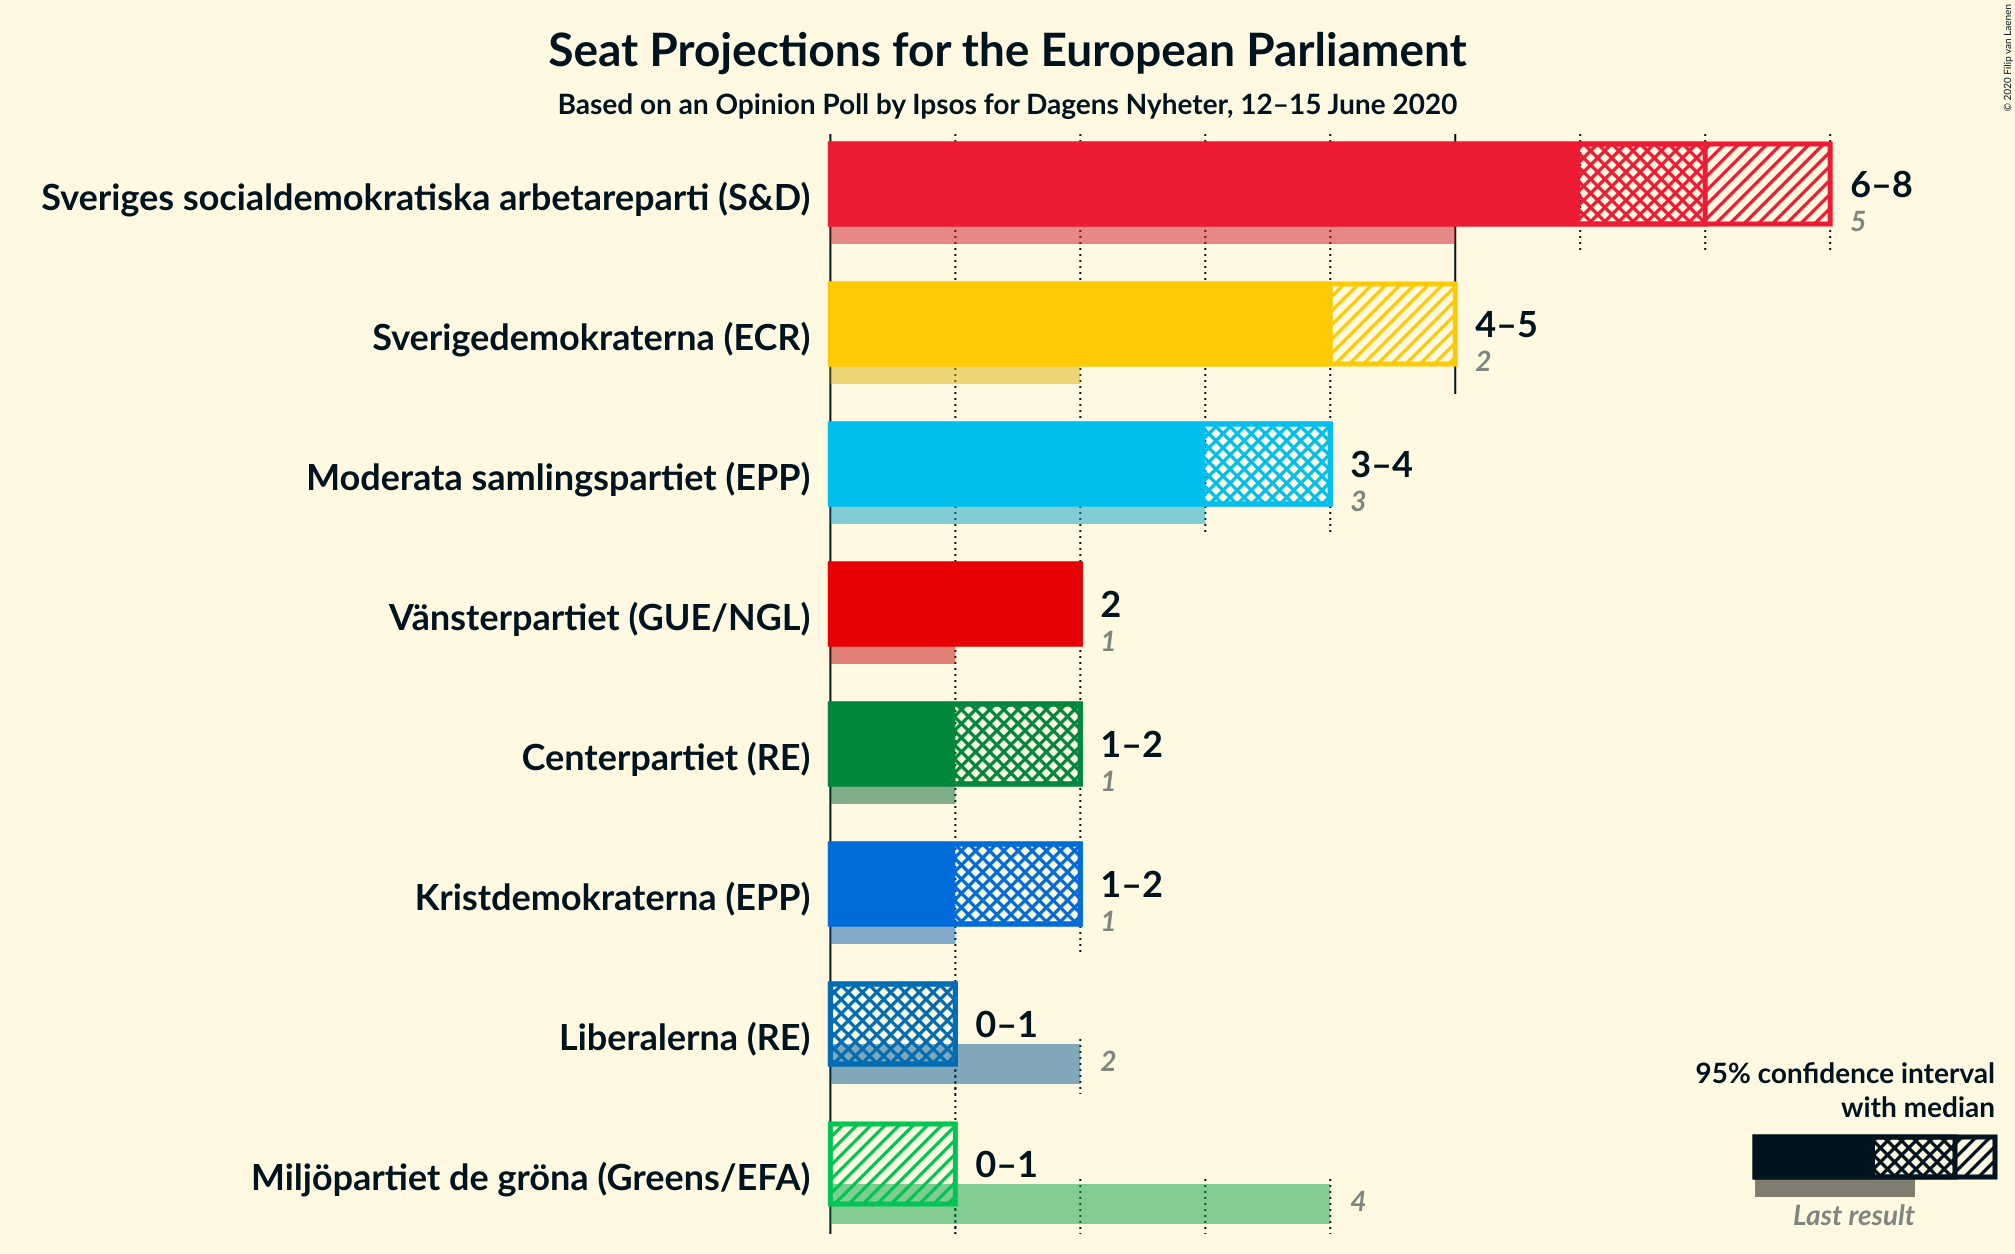 Seat Projections for the European Parliament
Based on an Opinion Poll by Ipsos for Dagens Nyheter, 12–15 June 2020
© 2020 Filip van Laenen
Sveriges socialdemokratiska arbetareparti (S&D)
6–8
5
Sverigedemokraterna (ECR)
4–5
2
Moderata samlingspartiet (EPP)
3–4
3
Vänsterpartiet (GUE/NGL)
2
1
Centerpartiet (RE)
1–2
1
Kristdemokraterna (EPP)
1–2
1
Liberalerna (RE)
0–1
2
Miljöpartiet de gröna (Greens/EFA)
0–1
4
95% confidence interval
with median
Last result